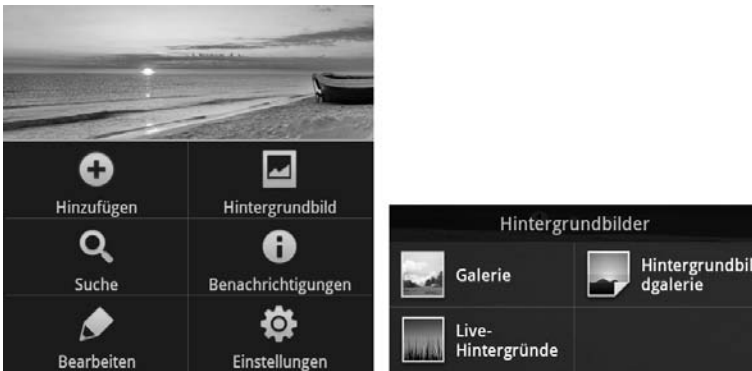 Hinzufügen
Hintergrundbild
Suche
Benachrichtigungen
Bearbeiten
Einstellungen
Hintergrundbilder
Galerie
Hintergrundbil
dgalerie
Live-
Hintergründe